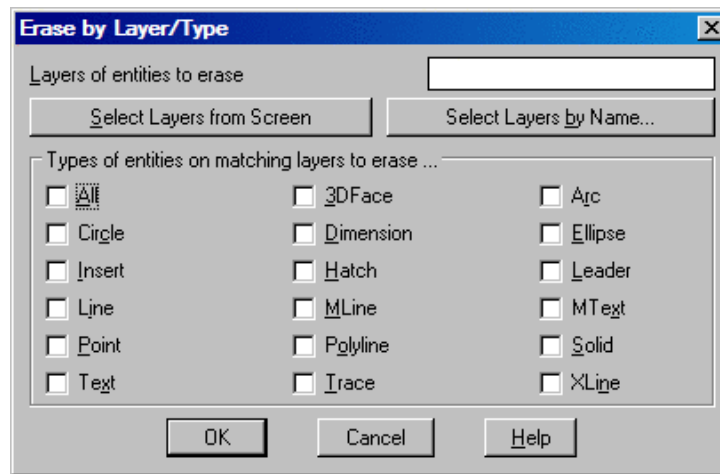 Erase by Layer/Type
Layers of entities to erase
Select Layers from Screen Select Layers by Name...
Types of entities on matching layers to erase ...
All 3DFace Arc
Circle Dimension Ellipse
Insert Hatch Leader
Line MLine MText
Point Polyline Solid
Text Trace XLine
OK Cancel Help